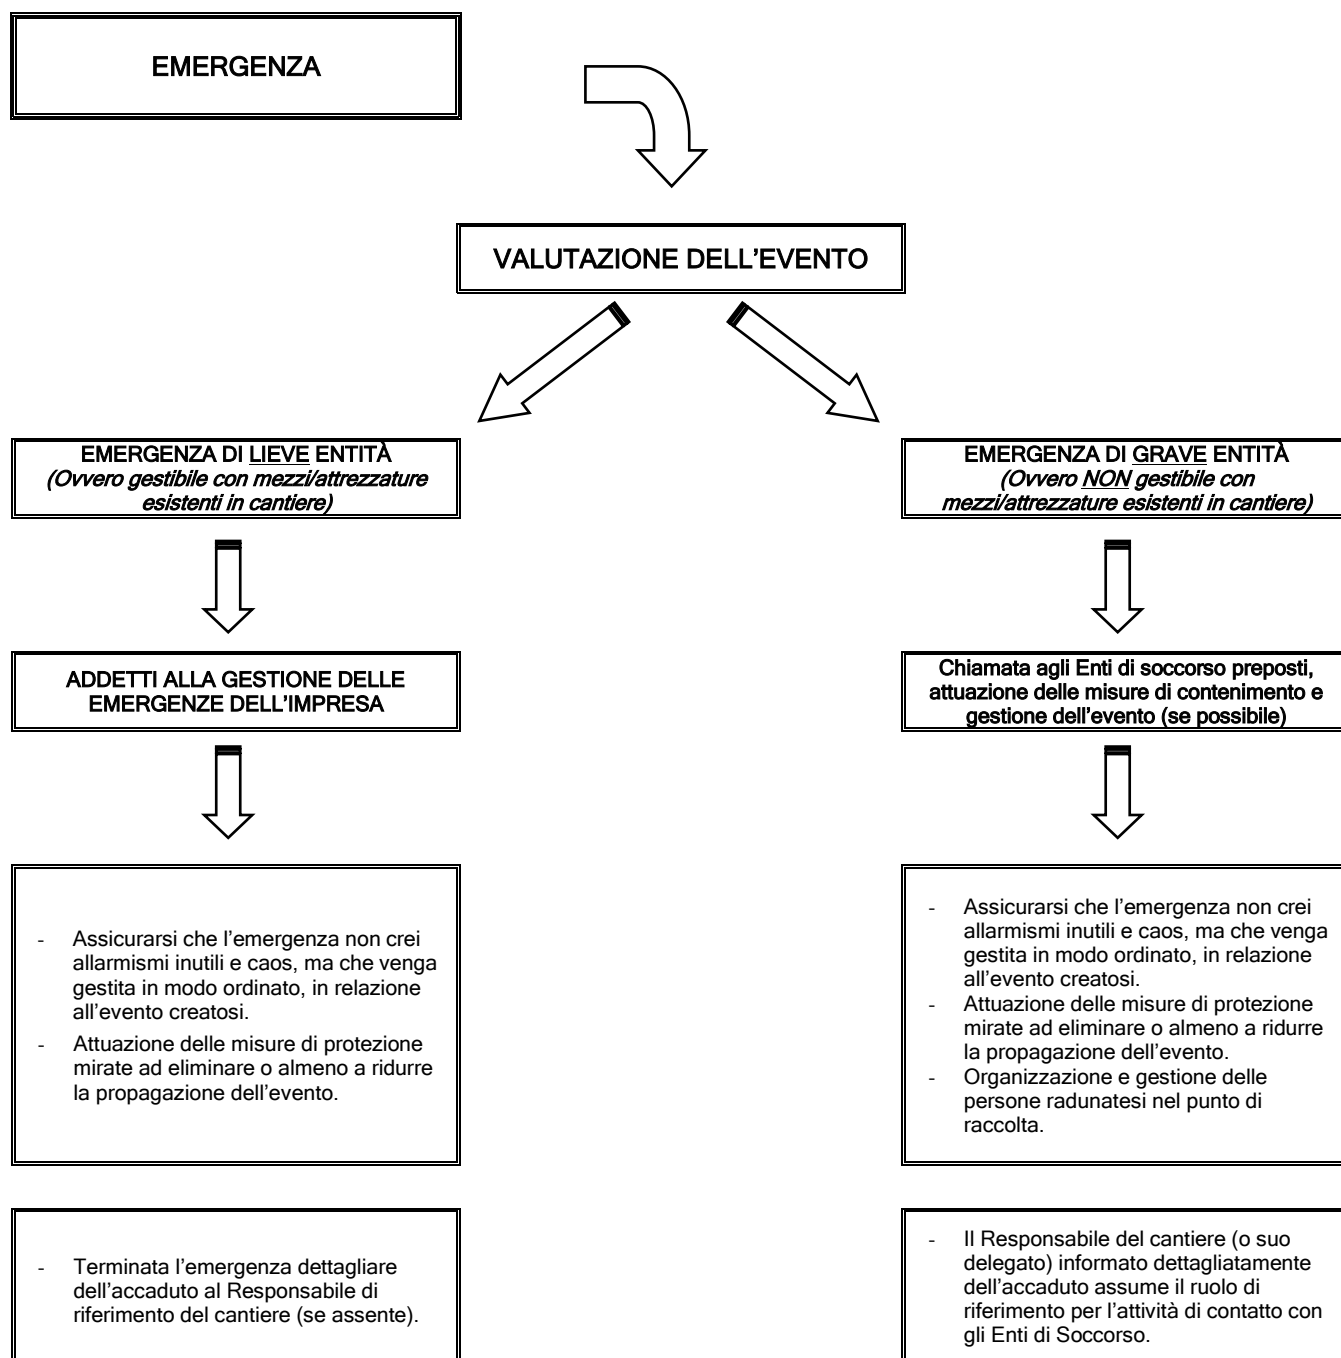 EMERGENZA
VALUTAZIONE DELL’EVENTO
EMERGENZA DI LIEVE ENTITÀ
(Ovvero gestibile con mezzi/attrezzature
esistenti in cantiere)
EMERGENZA DI GRAVE ENTITÀ
(Ovvero NON gestibile con
mezzi/attrezzature esistenti in cantiere)
ADDETTI ALLA GESTIONE DELLE
EMERGENZE DELL’IMPRESA
Chiamata agli Enti di soccorso preposti,
attuazione delle misure di contenimento e
gestione dell’evento (se possibile)
- Assicurarsi che l’emergenza non crei
allarmismi inutili e caos, ma che venga
gestita in modo ordinato, in relazione
all’evento creatosi.
- Attuazione delle misure di protezione
mirate ad eliminare o almeno a ridurre
la propagazione dell’evento.
- Assicurarsi che l’emergenza non crei
allarmismi inutili e caos, ma che venga
gestita in modo ordinato, in relazione
all’evento creatosi.
- Attuazione delle misure di protezione
mirate ad eliminare o almeno a ridurre
la propagazione dell’evento.
- Organizzazione e gestione delle
persone radunatesi nel punto di
raccolta.
- Terminata l’emergenza dettagliare
dell’accaduto al Responsabile di
riferimento del cantiere (se assente).
- Il Responsabile del cantiere (o suo
delegato) informato dettagliatamente
dell’accaduto assume il ruolo di
riferimento per l’attività di contatto con
gli Enti di Soccorso.